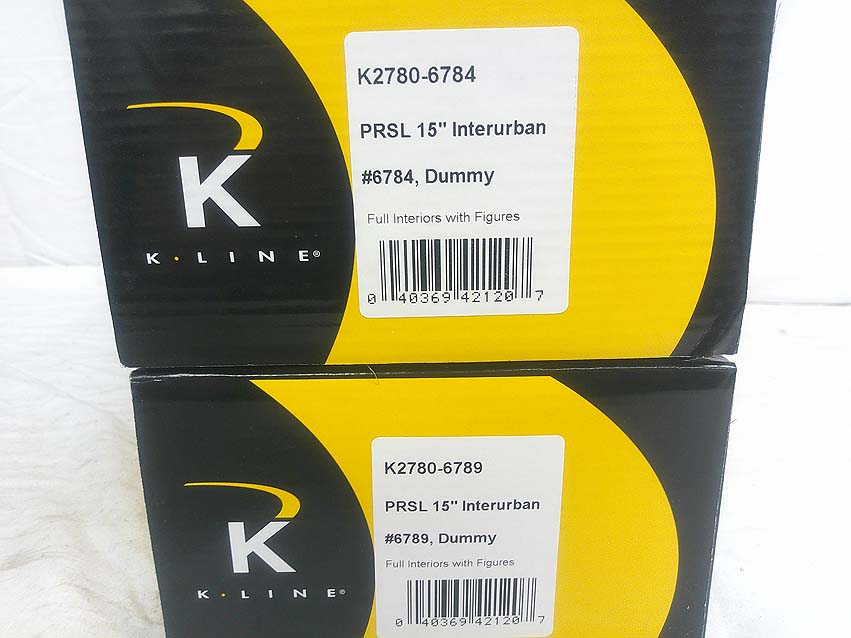 K
K·LINE®
K2780-6784
PRSL 15" Interurban
#6784, Dummy
Full Interiors with Figures
0 40369 42120 7
K
K·LINE®
K2780-6789
PRSL 15" Interurban
#6789, Dummy
Full Interiors with Figures
0 40369 42120 7